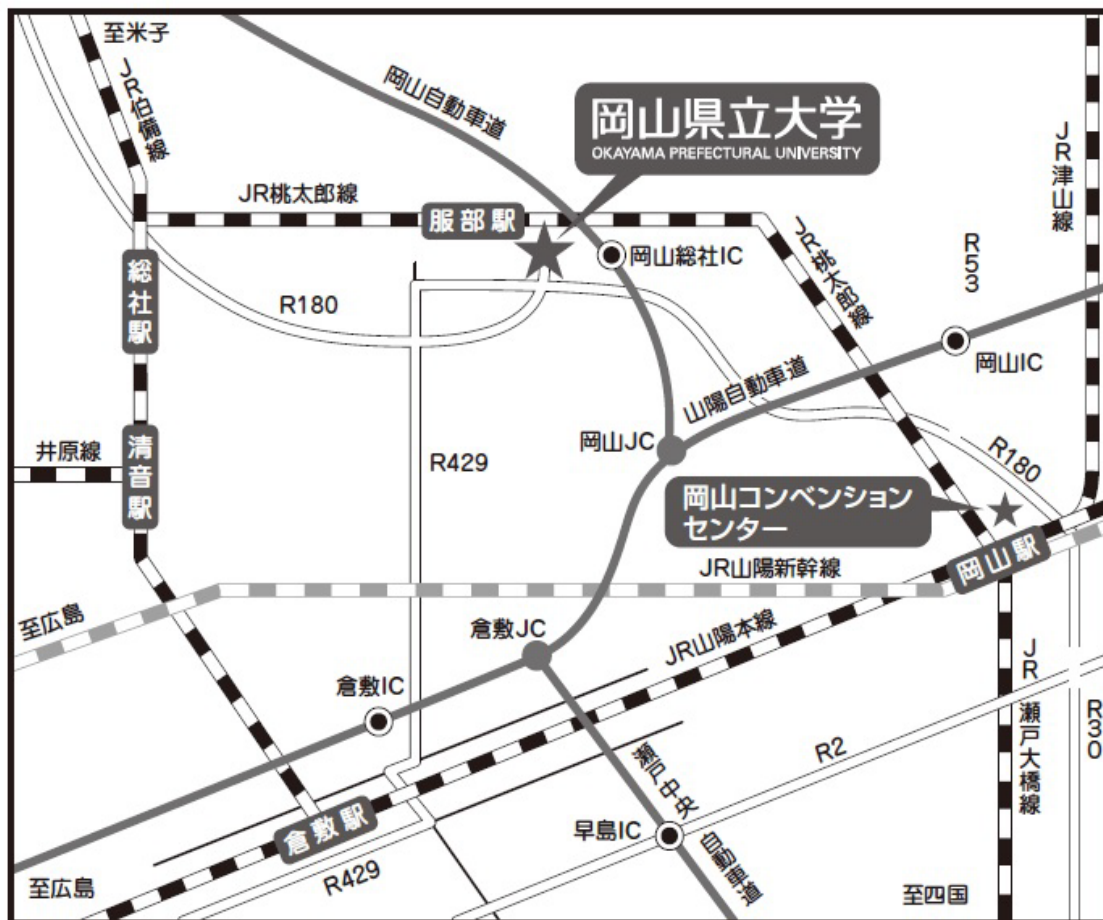 至米子
JR伯備線
岡山自動車道
岡山県立大学
OKAYAMA PREFECTURAL UNIVERSITY
JR津山線
JR桃太郎線
服部駅
JR桃太郎線
R53
岡山総社IC
総社駅
R180
岡山IC
山陽自動車道
岡山JC
清音駅
井原線
R429
R180
岡山コンベンション
センター
岡山駅
JR山陽新幹線
至広島
倉敷JC
JR山陽本線
JR瀬戸大橋線
倉敷IC
R30
R2
瀬戸中央
自動車道
早島IC
倉敷駅
R429
至広島
至四国